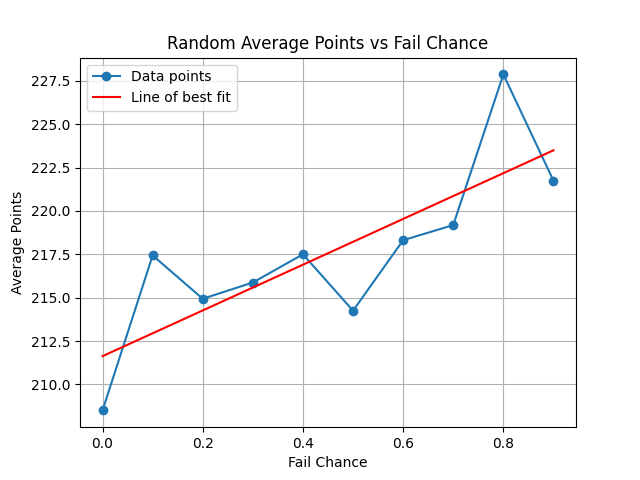 Random Average Points vs Fail Chance
Data points
Line of best fit
Average Points
227.5
225.0
222.5
220.0
217.5
215.0
212.5
210.0
0.0 0.2 0.4 0.6 0.8
Fail Chance